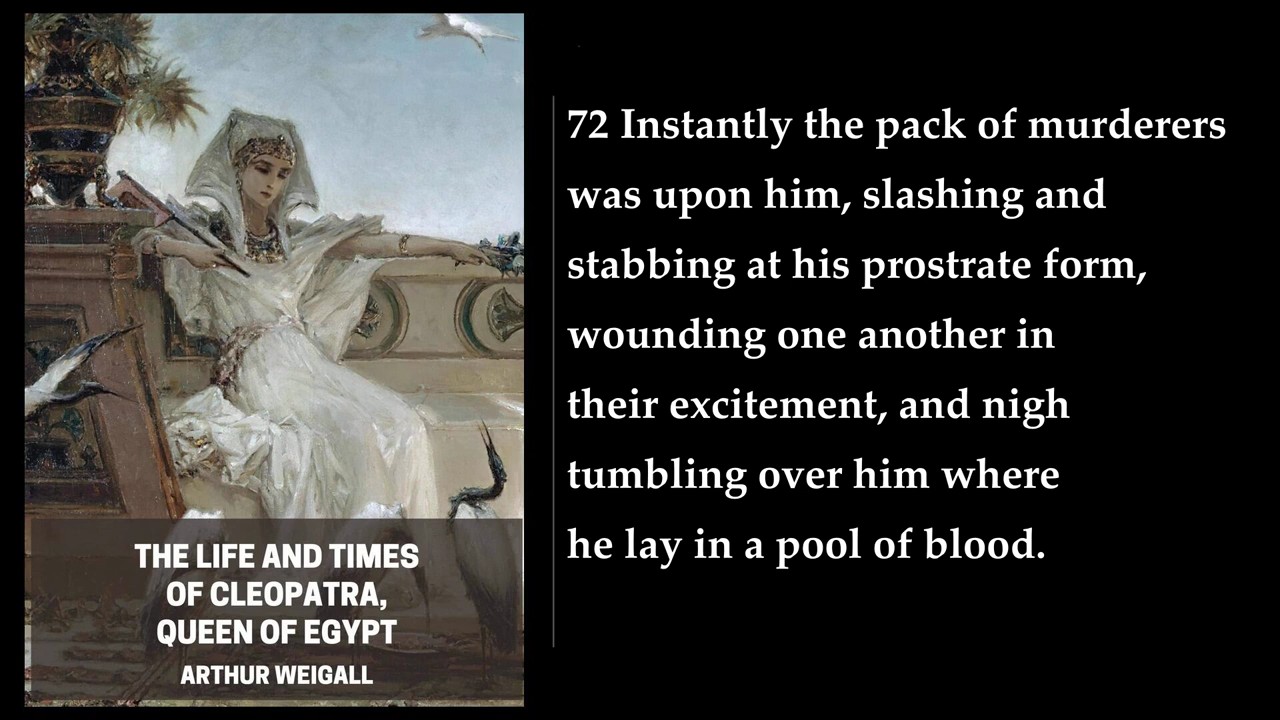 THE LIFE AND TIMES
OF CLEOPATRA,
QUEEN OF EGYPT
ARTHUR WEIGALL
72 Instantly the pack of murderers
was upon him, slashing and
stabbing at his prostrate form,
wounding one another in
their excitement, and nigh
tumbling over him where
he lay in a pool of blood.